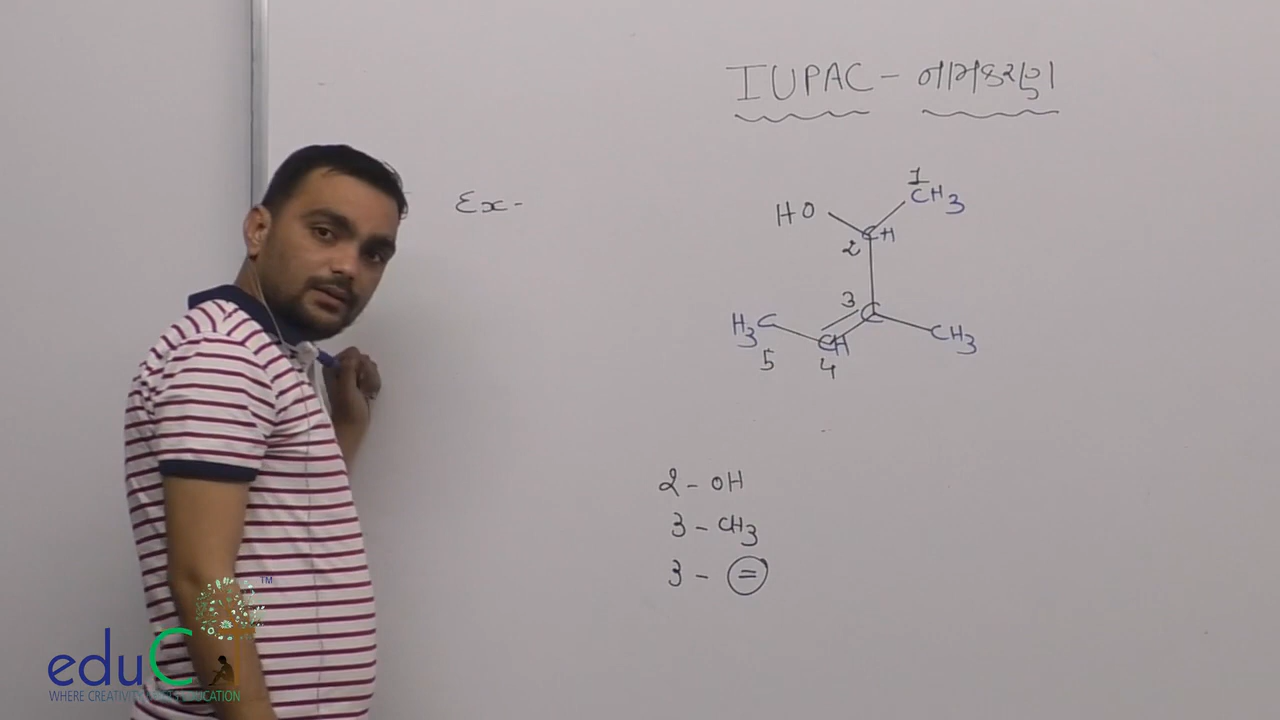 IUPAC - નામકરણ
Ex-
1
HO CH3
2 CH
3
H3C CH C CH3
5 4
2 - OH
3 - CH3
3 - =
eduC
TM
WHERE CREATIVITY EDUCATION